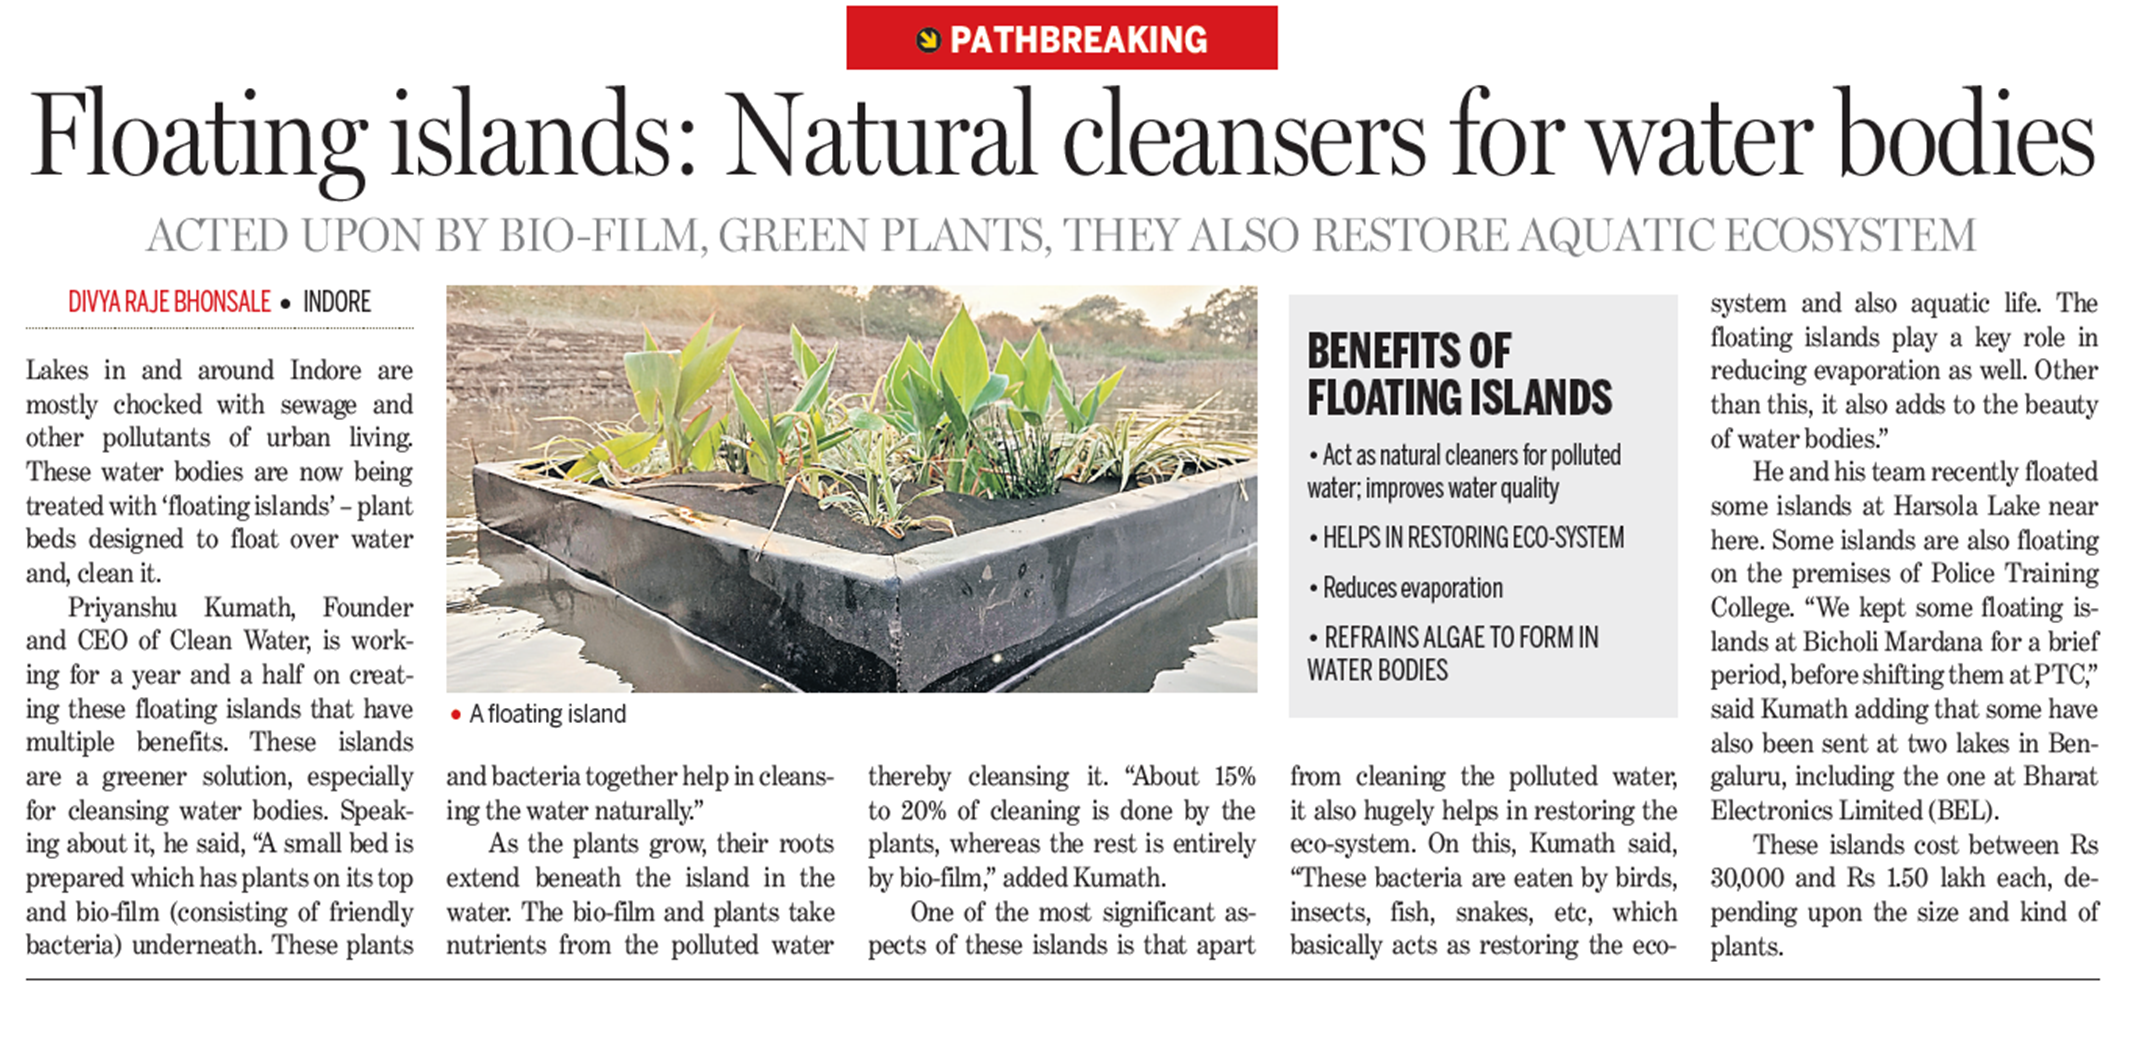 PATHBREAKING
Floating islands: Natural cleansers for water bodies
ACTED UPON BY BIO-FILM, GREEN PLANTS, THEY ALSO RESTORE AQUATIC ECOSYSTEM
DIVYA RAJE BHONSALE • INDORE
Lakes in and around Indore are
mostly chocked with sewage and
other pollutants of urban living.
These water bodies are now being
treated with ‘floating islands’ – plant
beds designed to float over water
and, clean it.
Priyanshu Kumath, Founder
and CEO of Clean Water, is work-
ing for a year and a half on creat-
ing these floating islands that have
multiple benefits. These islands
are a greener solution, especially
for cleansing water bodies. Speak-
ing about it, he said, “A small bed is
prepared which has plants on its top
and bio-film (consisting of friendly
bacteria) underneath. These plants
• A floating island
and bacteria together help in cleans-
ing the water naturally.”
As the plants grow, their roots
extend beneath the island in the
water. The bio-film and plants take
nutrients from the polluted water
thereby cleansing it. “About 15%
to 20% of cleaning is done by the
plants, whereas the rest is entirely
by bio-film,” added Kumath.
One of the most significant as-
pects of these islands is that apart
BENEFITS OF
FLOATING ISLANDS
• Act as natural cleaners for polluted
water; improves water quality
• HELPS IN RESTORING ECO-SYSTEM
• Reduces evaporation
• REFRAINS ALGAE TO FORM IN
WATER BODIES
from cleaning the polluted water,
it also hugely helps in restoring the
eco-system. On this, Kumath said,
“These bacteria are eaten by birds,
insects, fish, snakes, etc, which
basically acts as restoring the eco-
system and also aquatic life. The
floating islands play a key role in
reducing evaporation as well. Other
than this, it also adds to the beauty
of water bodies.”
He and his team recently floated
some islands at Harsola Lake near
here. Some islands are also floating
on the premises of Police Training
College. “We kept some floating is-
lands at Bicholi Mardana for a brief
period, before shifting them at PTC,”
said Kumath adding that some have
also been sent at two lakes in Ben-
galuru, including the one at Bharat
Electronics Limited (BEL).
These islands cost between Rs
30,000 and Rs 1.50 lakh each, de-
pending upon the size and kind of
plants.